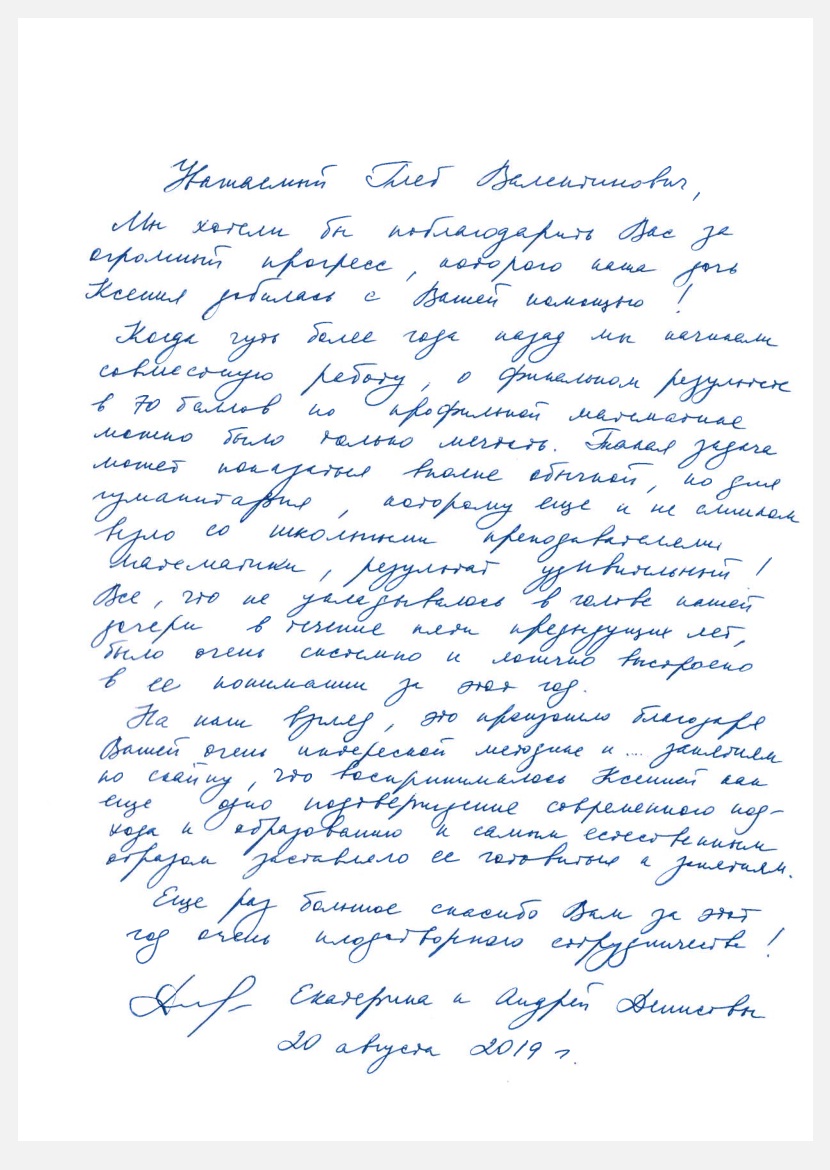 Уважаемый Глеб Валентинович,
Мы хотели бы поблагодарить Вас за
огромный прогресс, которого наша дочь
Ксения добилась с Вашей помощью!
Когда чуть более года назад мы начинали
совместную работу, о финальном результате
в 70 баллов по профильной математике
можно было только мечтать. Такая задача
может показаться вполне обычной, но для
гуманитария, которому еще и не слишком
везло со школьными преподавателями
математики, результат удивительный!
Все, что не укладывалось в голове нашей
дочери в течение пяти предыдущих лет,
было очень системно и логично выстроено
в ее понимании за этот год.
На наш взгляд, это произошло благодаря
Вашей очень интересной методике и .... занятиям
по скайпу, что воспринималось Ксенией как
еще одно подтверждение современного под-
хода к образованию и самым естественным
образом заставляло ее готовиться к занятиям.
Еще раз большое спасибо Вам за этот
год очень плодотворного сотрудничества!
Екатерина и Андрей Денисовы
20 августа 2019 г.